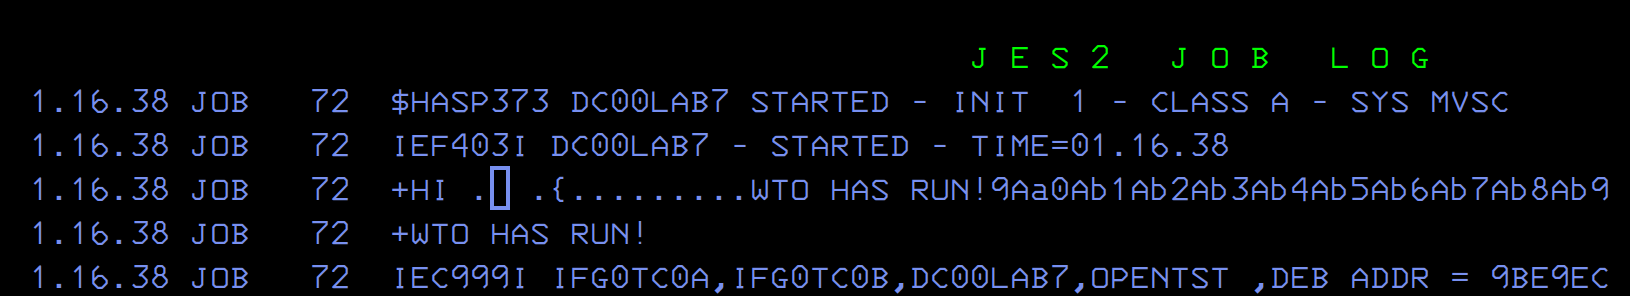 J E S 2  J O B  L O G
1.16.38 JOB   72  $HASP373 DC00LAB7 STARTED - INIT  1 - CLASS A - SYS MVSC
1.16.38 JOB   72  IEF403I DC00LAB7 - STARTED - TIME=01.16.38
1.16.38 JOB   72  +HI .  .{.........WTO HAS RUN!9Aa0Ab1Ab2Ab3Ab4Ab5Ab6Ab7Ab8Ab9
1.16.38 JOB   72  +WTO HAS RUN!
1.16.38 JOB   72  IEC999I IFG0TC0A,IFG0TC0B,DC00LAB7,OPENTST ,DEB ADDR = 9BE9EC